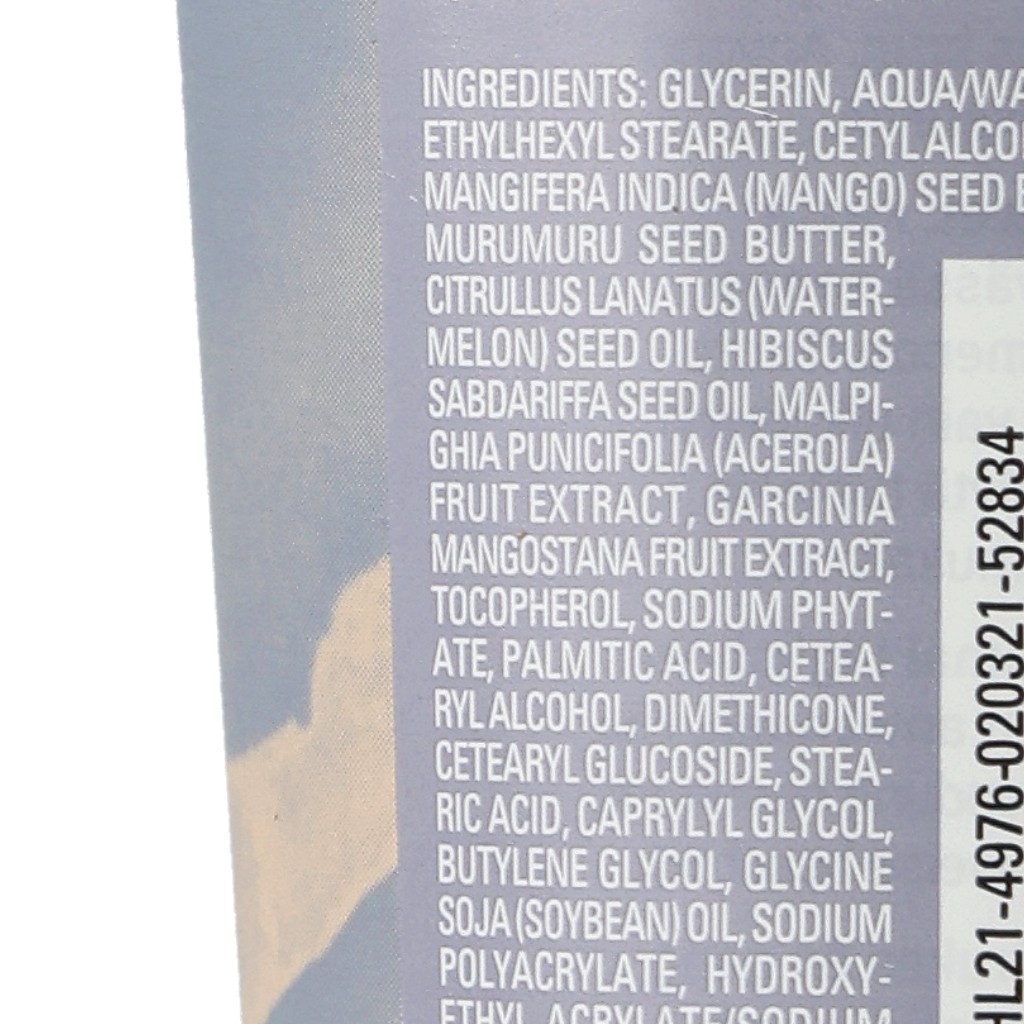 INGREDIENTS: GLYCERIN, AQUA/WA
ETHYLHEXYL STEARATE, CETYL ALCO
MANGIFERA INDICA (MANGO) SEED
MURUMURU SEED BUTTER,
CITRULLUS LANATUS (WATER-
MELON) SEED OIL, HIBISCUS
SABDARIFFA SEED OIL, MALPI-
GHIA PUNICIFOLIA (ACEROLA)
FRUIT EXTRACT, GARCINIA
MANGOSTANA FRUIT EXTRACT,
TOCOPHEROL, SODIUM PHYT-
ATE, PALMITIC ACID, CETEA-
RYL ALCOHOL, DIMETHICONE,
CETEARYL GLUCOSIDE, STEA-
RIC ACID, CAPRYLYL GLYCOL,
BUTYLENE GLYCOL, GLYCINE
SOJA (SOYBEAN) OIL, SODIUM
POLYACRYLATE, HYDROXY-
ETHYL ACRYLATE/SODIUM
HL21-4976-020321-52834